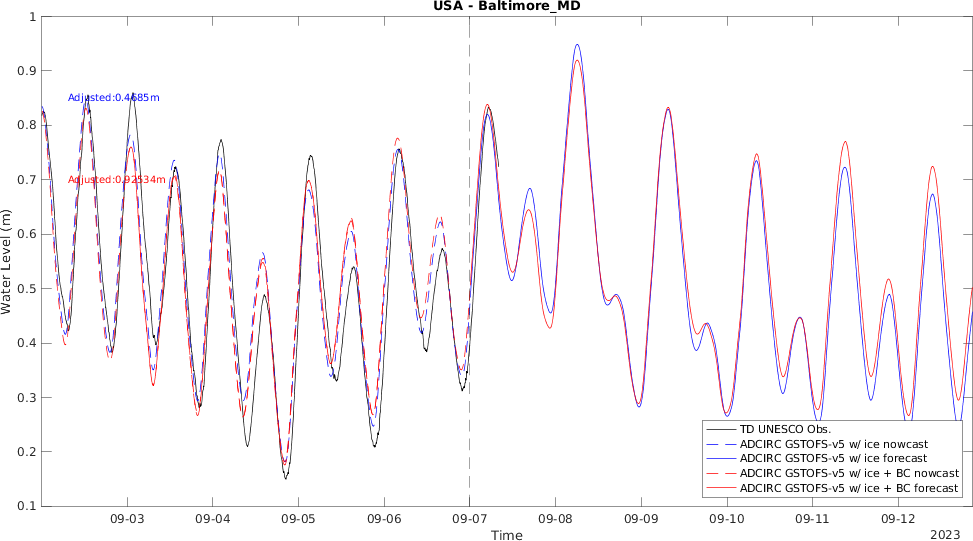 USA - Baltimore_MD
Water Level (m)
1
0.9
0.8
0.7
0.6
0.5
0.4
0.3
0.2
0.1
Adjusted:0.4685m
Adjusted:0.92534m
TD UNESCO Obs.
ADCIRC GSTOFS-v5 w/ ice nowcast
ADCIRC GSTOFS-v5 w/ ice forecast
ADCIRC GSTOFS-v5 w/ ice + BC nowcast
ADCIRC GSTOFS-v5 w/ ice + BC forecast
09-03 09-04 09-05 09-06 09-07 09-08 09-09 09-10 09-11 09-12
Time
2023